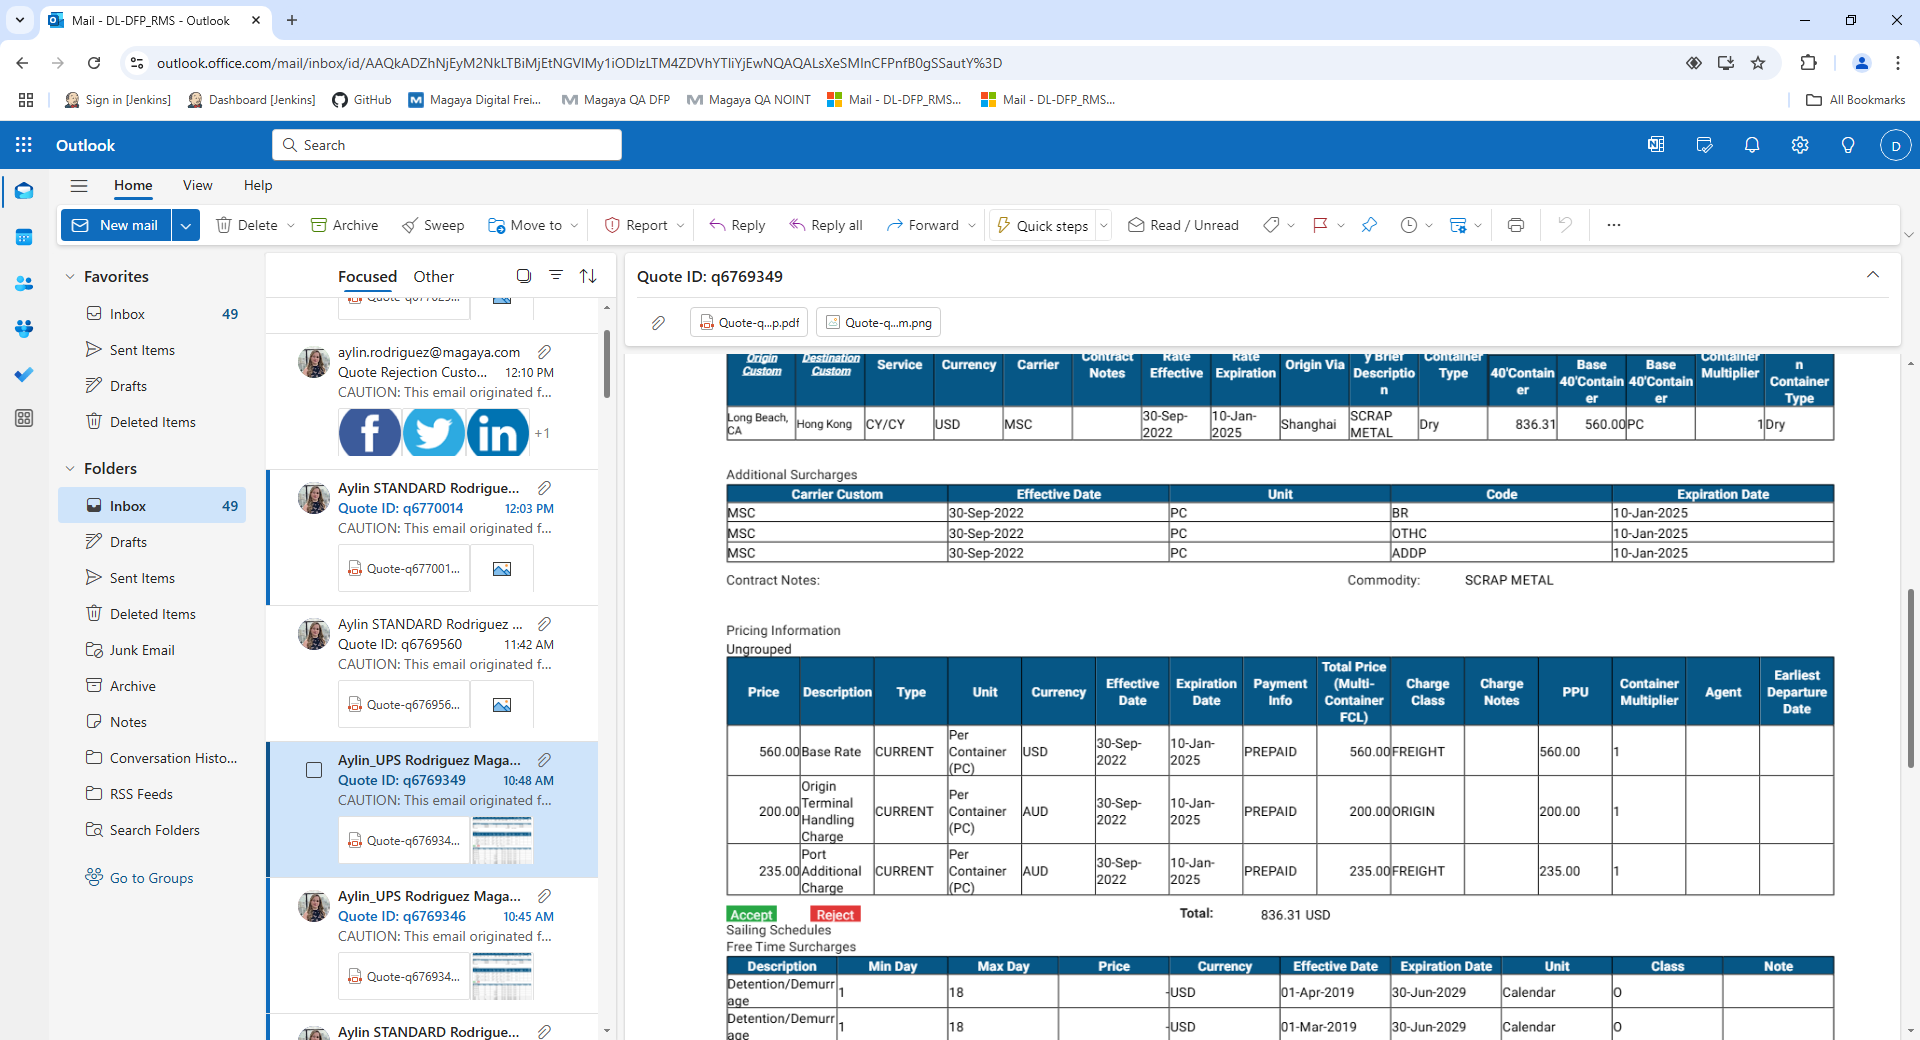 Mail - DL-DFP_RMS - Outlook
outlook.office.com/mail/inbox/id/AAQkADZhNjEyM2NkLTBiMjEtNGVlMy1iODIzLTM4ZDVhYTliYjEwNQAQALsXeSMInCFPnfB0gSSautY%3D
Sign in [Jenkins]
Dashboard [Jenkins]
GitHub
Magaya Digital Frei...
Magaya QA DFP
Magaya QA NOINT
Mail - DL-DFP_RMS...
Mail - DL-DFP_RMS...
All Bookmarks
Outlook
Search
D
Home View Help
New mail
Delete
Archive
Sweep
Move to
Report
Reply
Reply all
Forward
Quick steps
Read / Unread
Favorites
Inbox 49
Sent Items
Drafts
Deleted Items
Folders
Inbox 49
Drafts
Sent Items
Deleted Items
Junk Email
Archive
Notes
Conversation Histo...
RSS Feeds
Search Folders
Go to Groups
Focused Other
aylin.rodriguez@magaya.com
Quote Rejection Custo... 12:10 PM
CAUTION: This email originated f...
+1
Aylin STANDARD Rodrigue...
Quote ID: q6770014 12:03 PM
CAUTION: This email originated f...
Quote-q677001...
Aylin STANDARD Rodriguez ...
Quote ID: q6769560 11:42 AM
CAUTION: This email originated f...
Quote-q676956...
Aylin_UPS Rodriguez Maga...
Quote ID: q6769349 10:48 AM
CAUTION: This email originated f...
Quote-q676934...
Aylin_UPS Rodriguez Maga...
Quote ID: q6769346 10:45 AM
CAUTION: This email originated f...
Quote-q676934...
Aylin STANDARD Rodrigue...
Quote ID: q6769349
Quote-q...p.pdf
Quote-q...m.png
Origin Custom
Destination Custom
Service
Currency
Carrier
Contract Notes
Rate Effective
Rate Expiration
Origin Via
y Brief Description
Container Type
40'Container
Base 40'Container
Base 40'Container
Container Multiplier
n Container Type
Long Beach, CA Hong Kong CY/CY USD MSC 30-Sep-2022 10-Jan-2025 Shanghai SCRAP METAL Dry 836.31 560.00 PC 1 Dry
Additional Surcharges
Carrier Custom Effective Date Unit Code Expiration Date
MSC 30-Sep-2022 PC BR 10-Jan-2025
MSC 30-Sep-2022 PC OTHC 10-Jan-2025
MSC 30-Sep-2022 PC ADDP 10-Jan-2025
Contract Notes: Commodity: SCRAP METAL
Pricing Information
Ungrouped
Price Description Type Unit Currency Effective Date Expiration Date Payment Info Total Price (Multi-Container FCL) Charge Class Charge Notes PPU Container Multiplier Agent Earliest Departure Date
560.00 Base Rate CURRENT Per Container (PC) USD 30-Sep-2022 10-Jan-2025 PREPAID 560.00 FREIGHT 560.00 1
200.00 Origin Terminal Handling Charge CURRENT Per Container (PC) AUD 30-Sep-2022 10-Jan-2025 PREPAID 200.00 ORIGIN 200.00 1
235.00 Port Additional Charge CURRENT Per Container (PC) AUD 30-Sep-2022 10-Jan-2025 PREPAID 235.00 FREIGHT 235.00 1
Accept Reject Total: 836.31 USD
Sailing Schedules
Free Time Surcharges
Description Min Day Max Day Price Currency Effective Date Expiration Date Unit Class Note
Detention/Demurrage 1 18 - USD 01-Apr-2019 30-Jun-2029 Calendar O
Detention/Demurrage 1 18 - USD 01-Mar-2019 30-Jun-2029 Calendar O